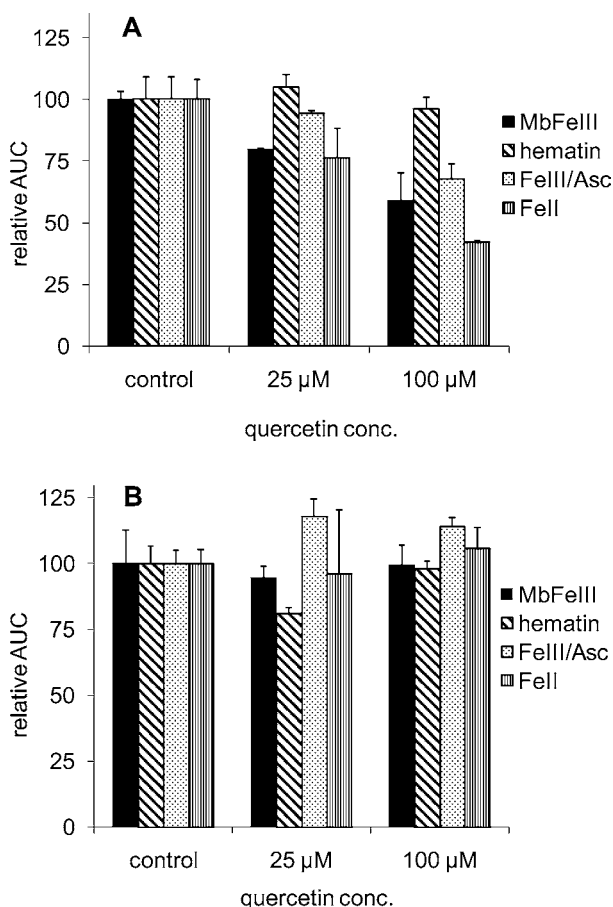 A
125
100
75
50
25
0
relative AUC
control
25 µM
100 µM
quercetin conc.
MbFeIII
hematin
FeIII/Asc
FeII
B
125
100
75
50
25
0
relative AUC
control
25 µM
100 µM
quercetin conc.
MbFeIII
hematin
FeIII/Asc
FeII